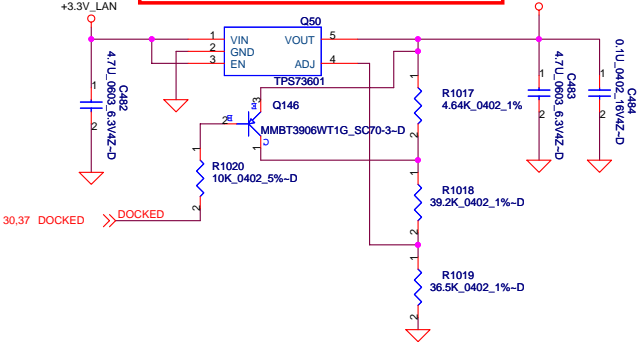 +3.3V_LAN
Q50
1 VIN VOUT 5
2 GND
3 EN ADJ 4
TPS73601
1
C482
4.7U_0603_6.3V4Z~D
2
3
E
Q146
2 B
MMBT3906WT1G_SC70-3~D
1
C
1
R1017
4.64K_0402_1%
2
1
C483
4.7U_0603_6.3V4Z~D
2
1
C484
0.1U_0402_16V4Z~D
2
1
R1020
10K_0402_5%~D
2
1
R1018
39.2K_0402_1%~D
2
30,37 DOCKED
DOCKED
1
R1019
36.5K_0402_1%~D
2